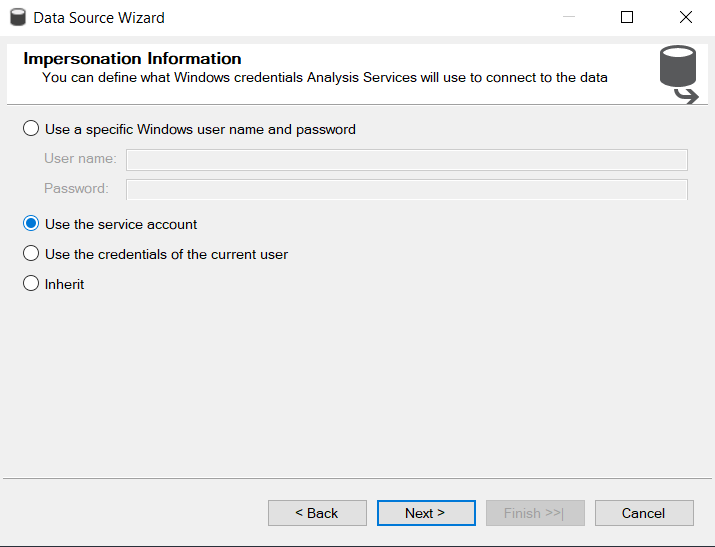 Data Source Wizard
Impersonation Information
You can define what Windows credentials Analysis Services will use to connect to the data
Use a specific Windows user name and password
User name:
Password:
Use the service account
Use the credentials of the current user
Inherit
< Back Next > Finish >>| Cancel